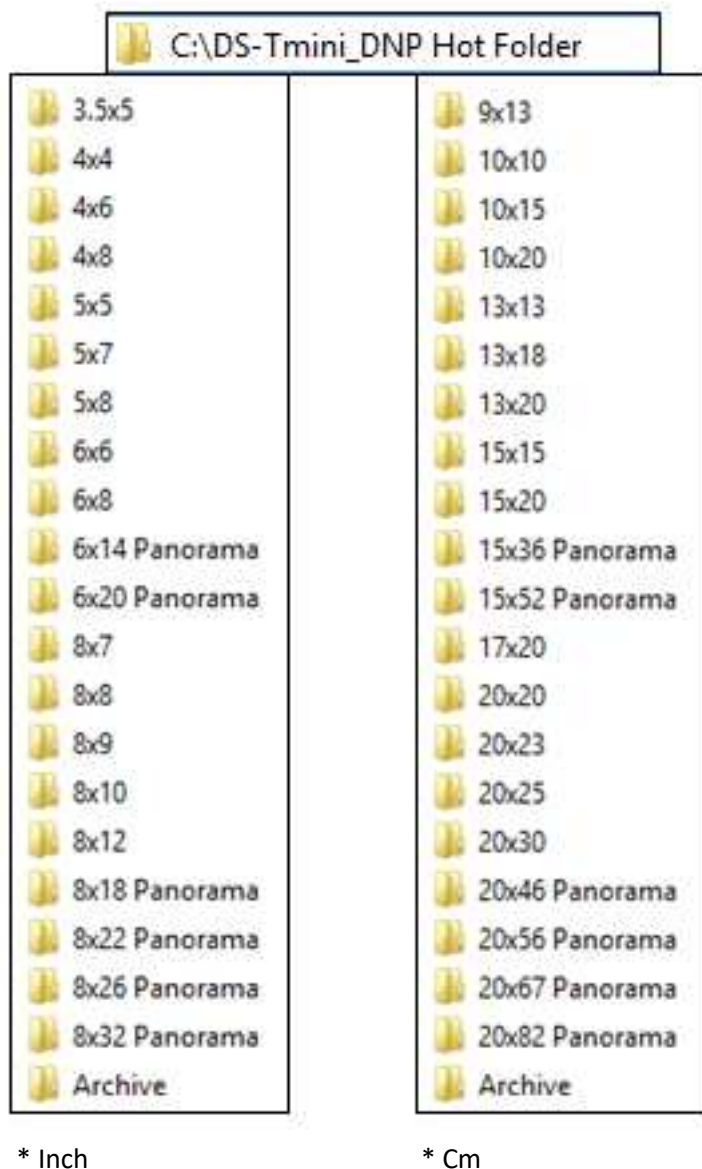 C:\DS-Tmini_DNP Hot Folder
3.5x5
4x4
4x6
4x8
5x5
5x7
5x8
6x6
6x8
6x14 Panorama
6x20 Panorama
8x7
8x8
8x9
8x10
8x12
8x18 Panorama
8x22 Panorama
8x26 Panorama
8x32 Panorama
Archive
* Inch
9x13
10x10
10x15
10x20
13x13
13x18
13x20
15x15
15x20
15x36 Panorama
15x52 Panorama
17x20
20x20
20x23
20x25
20x30
20x46 Panorama
20x56 Panorama
20x67 Panorama
20x82 Panorama
Archive
* Cm